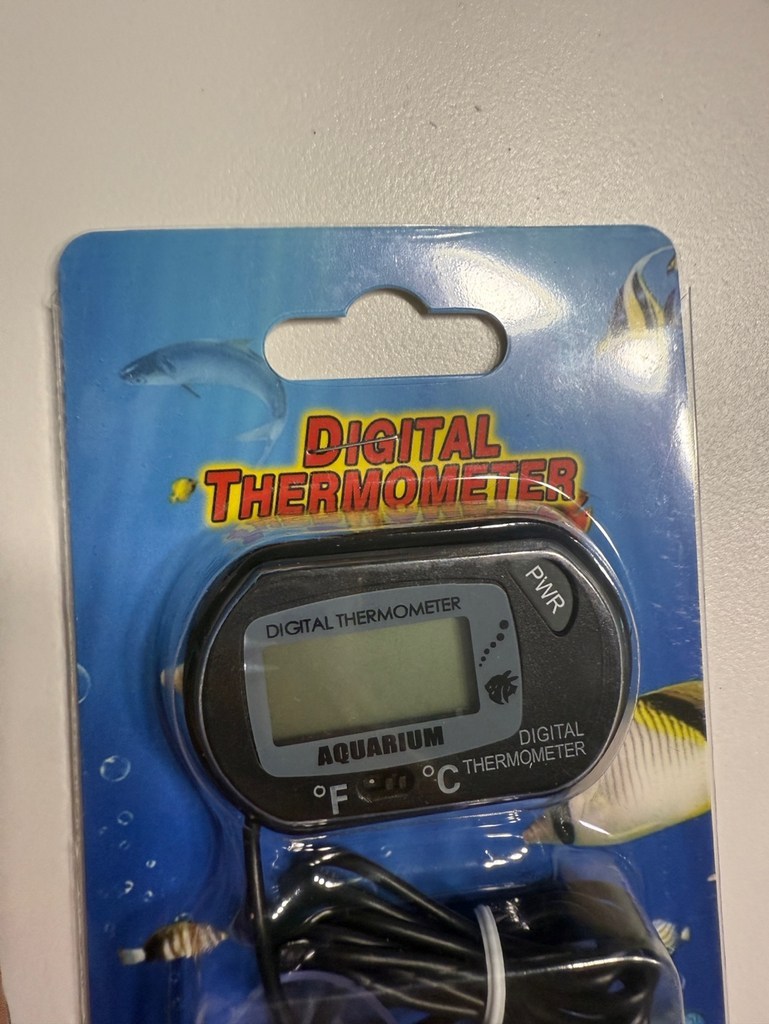 DIGITAL
THERMOMETER
PWR
DIGITAL THERMOMETER
AQUARIUM
DIGITAL
THERMOMETER
°F °C